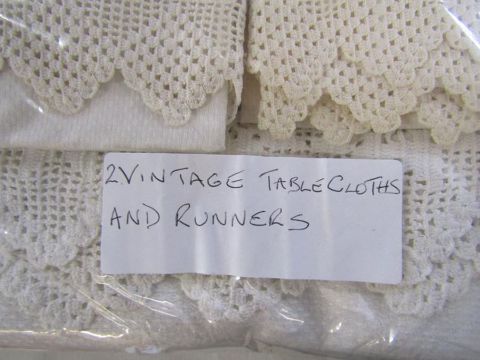 2 VINTAGE TABLECLOTHS
AND RUNNERS